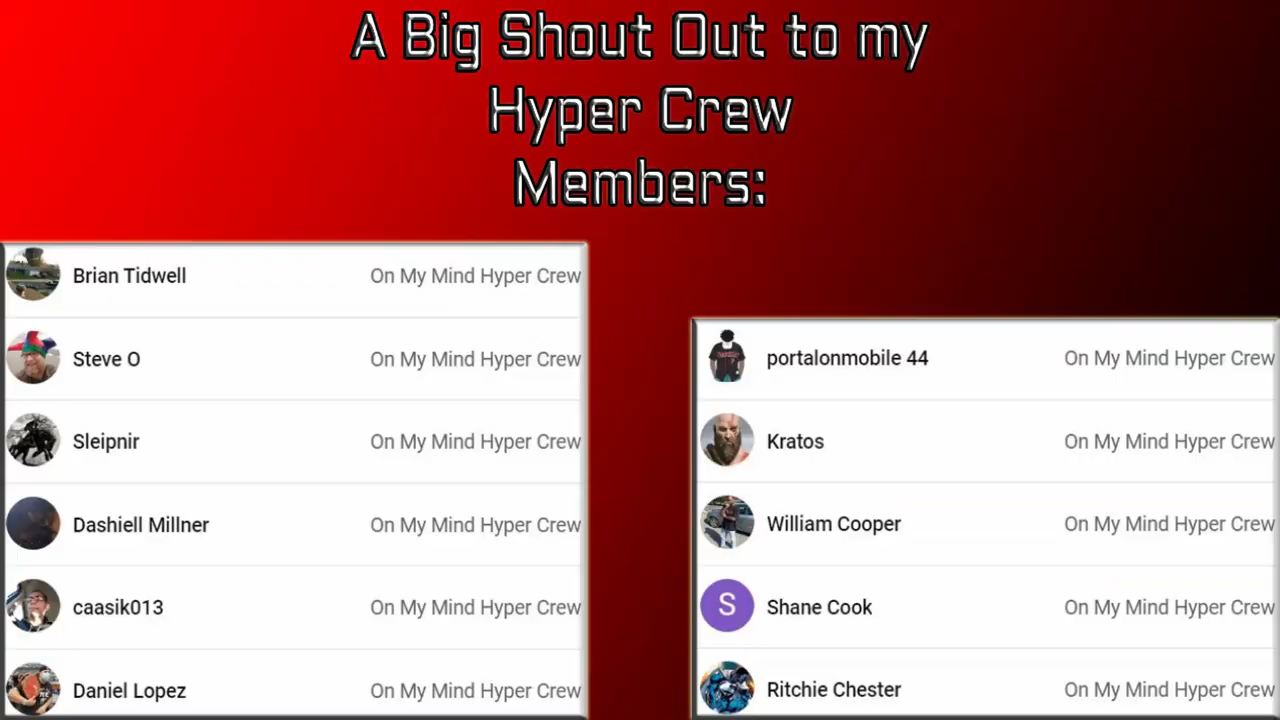 A Big Shout Out to my
Hyper Crew
Members:
Brian Tidwell On My Mind Hyper Crew
Steve O On My Mind Hyper Crew
Sleipnir On My Mind Hyper Crew
Dashiell Millner On My Mind Hyper Crew
caasik013 On My Mind Hyper Crew
Daniel Lopez On My Mind Hyper Crew
portalonmobile 44 On My Mind Hyper Crew
Kratos On My Mind Hyper Crew
William Cooper On My Mind Hyper Crew
S Shane Cook On My Mind Hyper Crew
Ritchie Chester On My Mind Hyper Crew